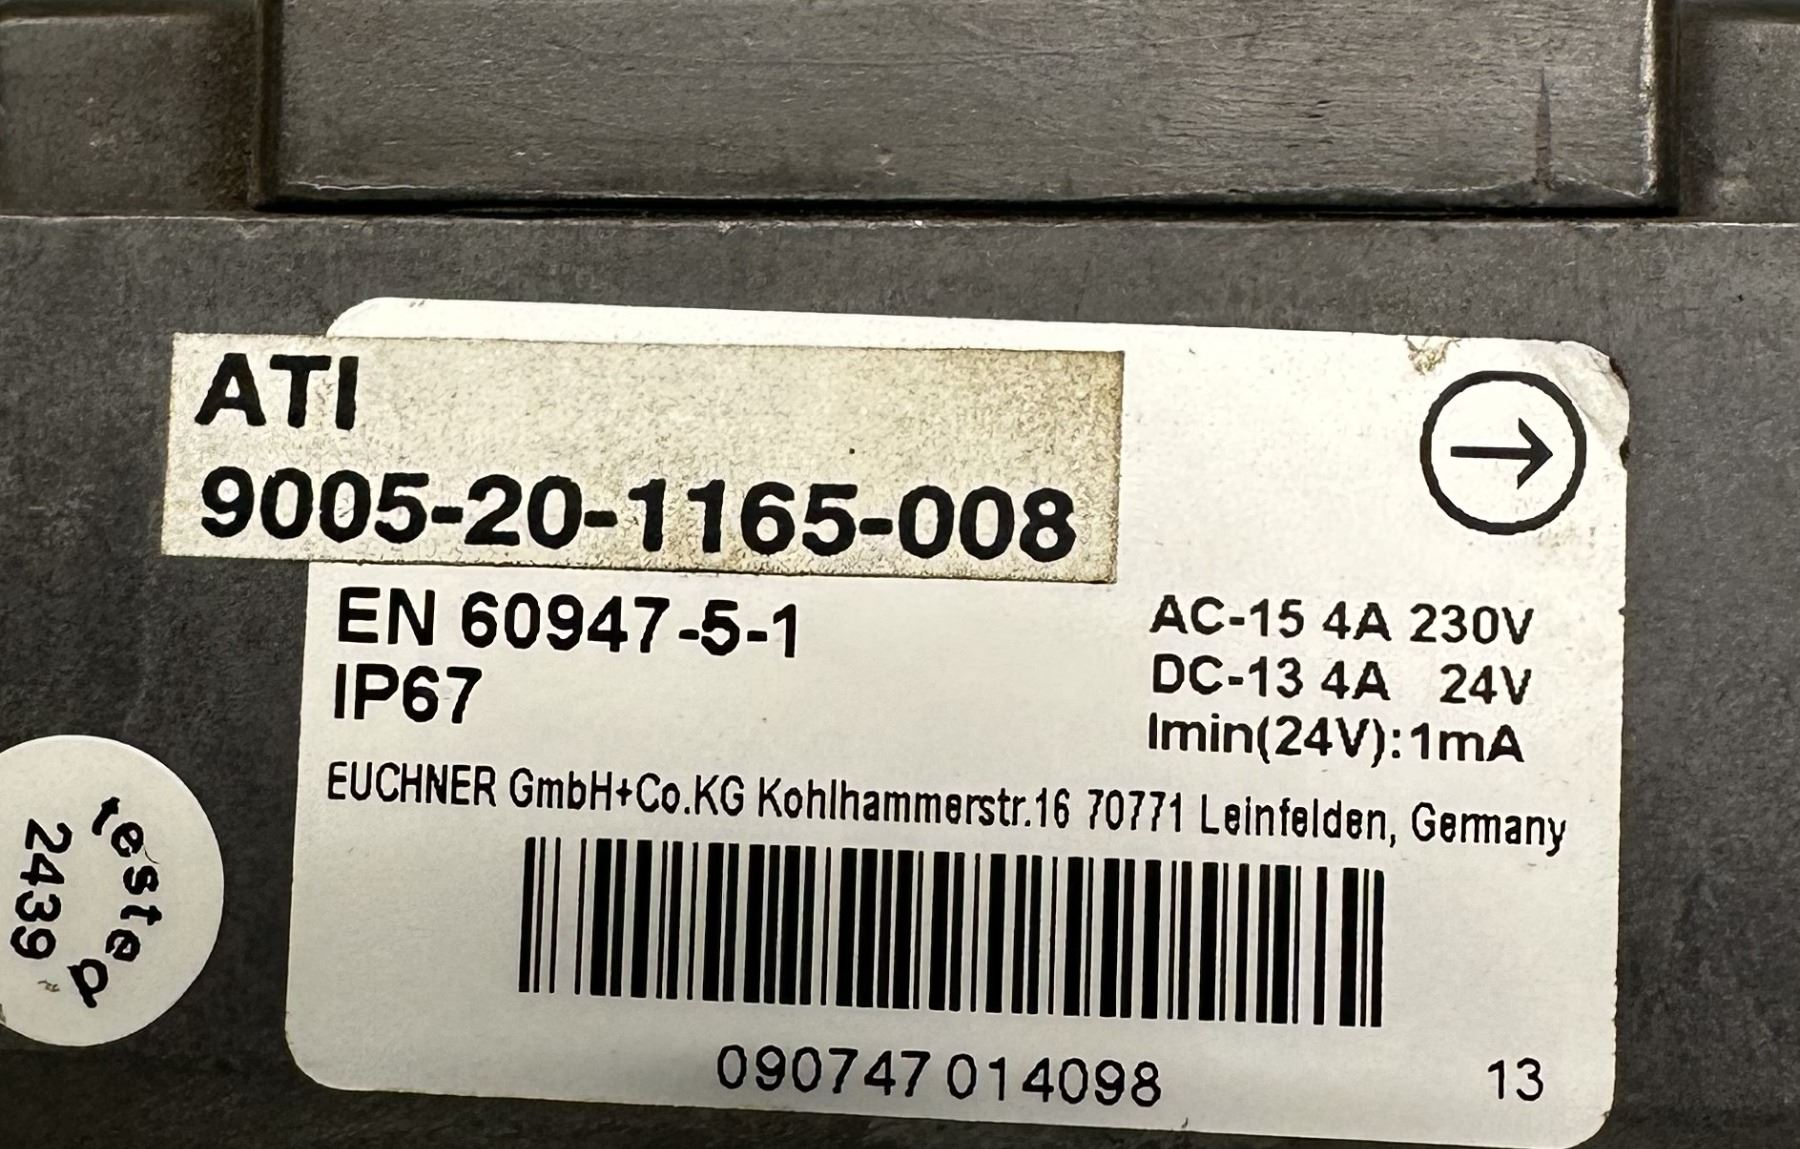 ATI
9005-20-1165-008
EN 60947-5-1
IP67
AC-15 4A 230V
DC-13 4A 24V
Imin(24V):1mA
EUCHNER GmbH+Co.KG Kohlhammerstr.16 70771 Leinfelden, Germany
090747 014098
13
tested
2439